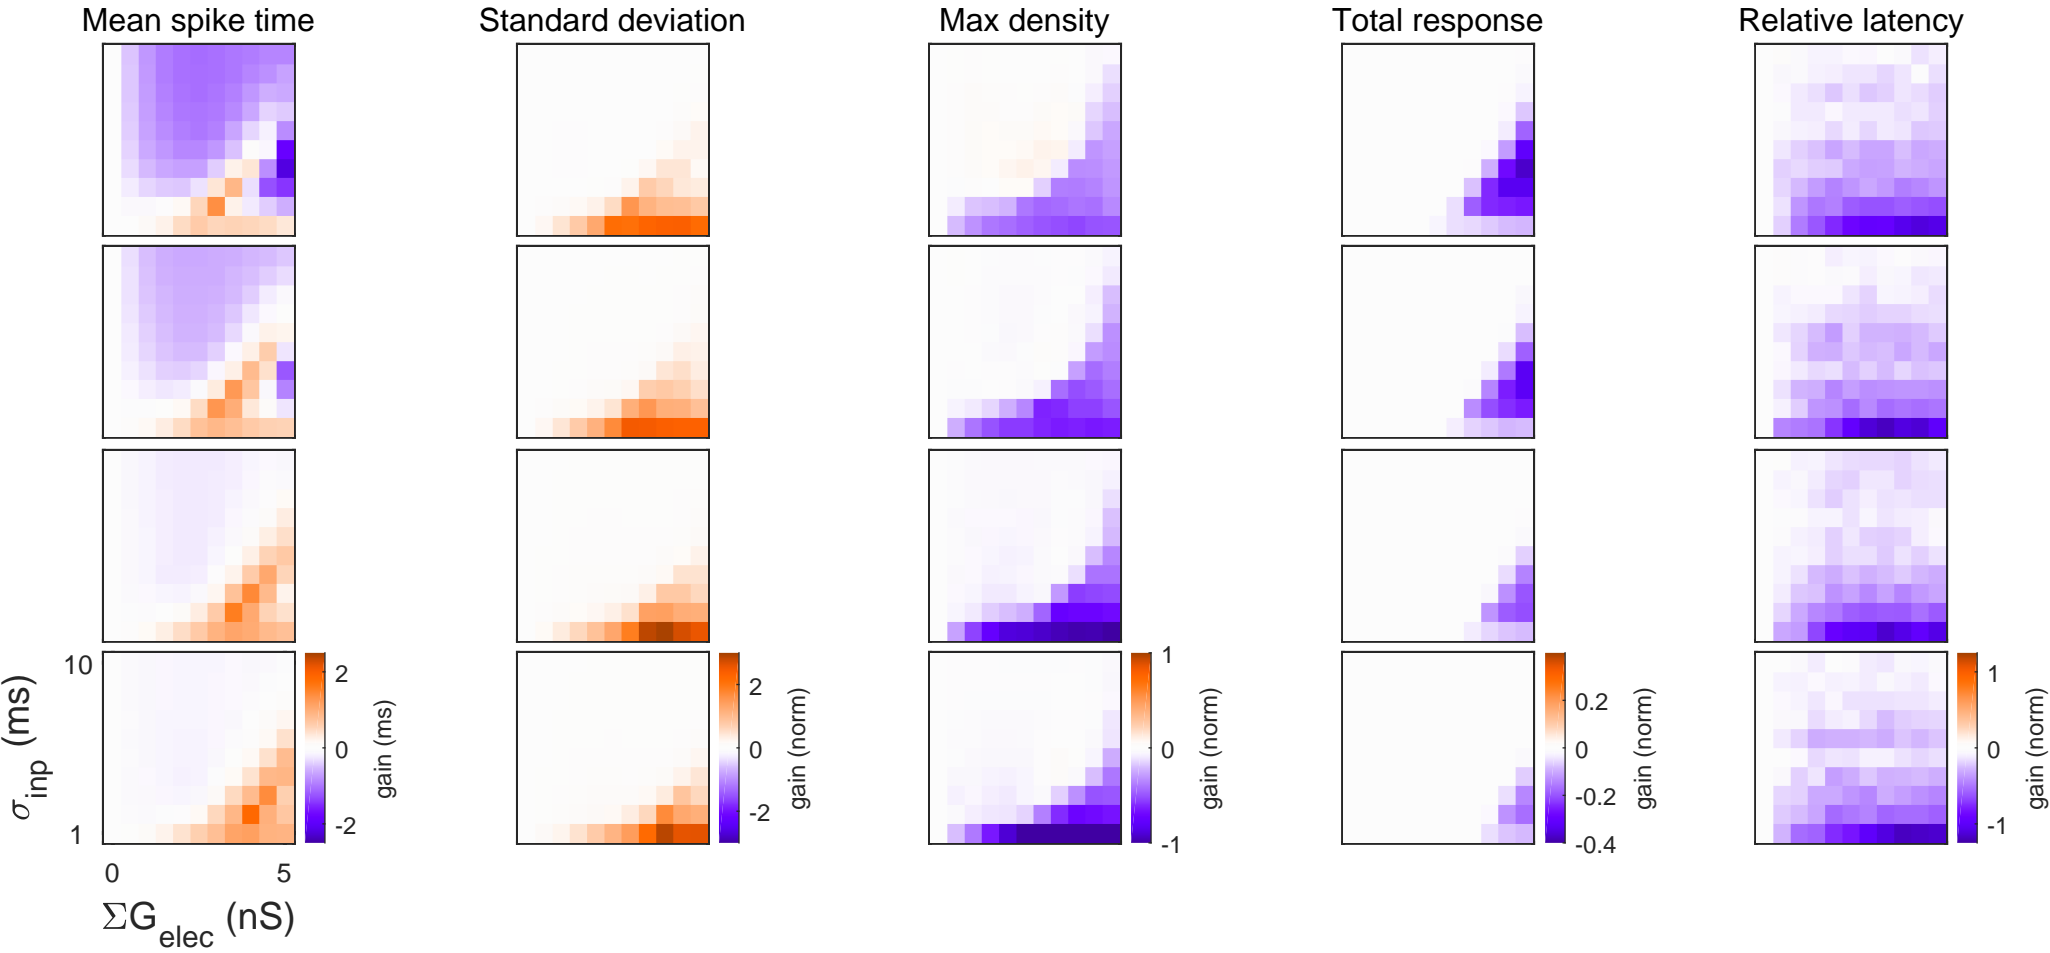 Mean spike time
Standard deviation
Max density
Total response
Relative latency
10
1
σinp (ms)
0
5
ΣGelec (nS)
2
0
-2
gain (ms)
2
0
-2
gain (norm)
1
0
-1
gain (norm)
0.2
0
-0.2
-0.4
gain (norm)
1
0
-1
gain (norm)